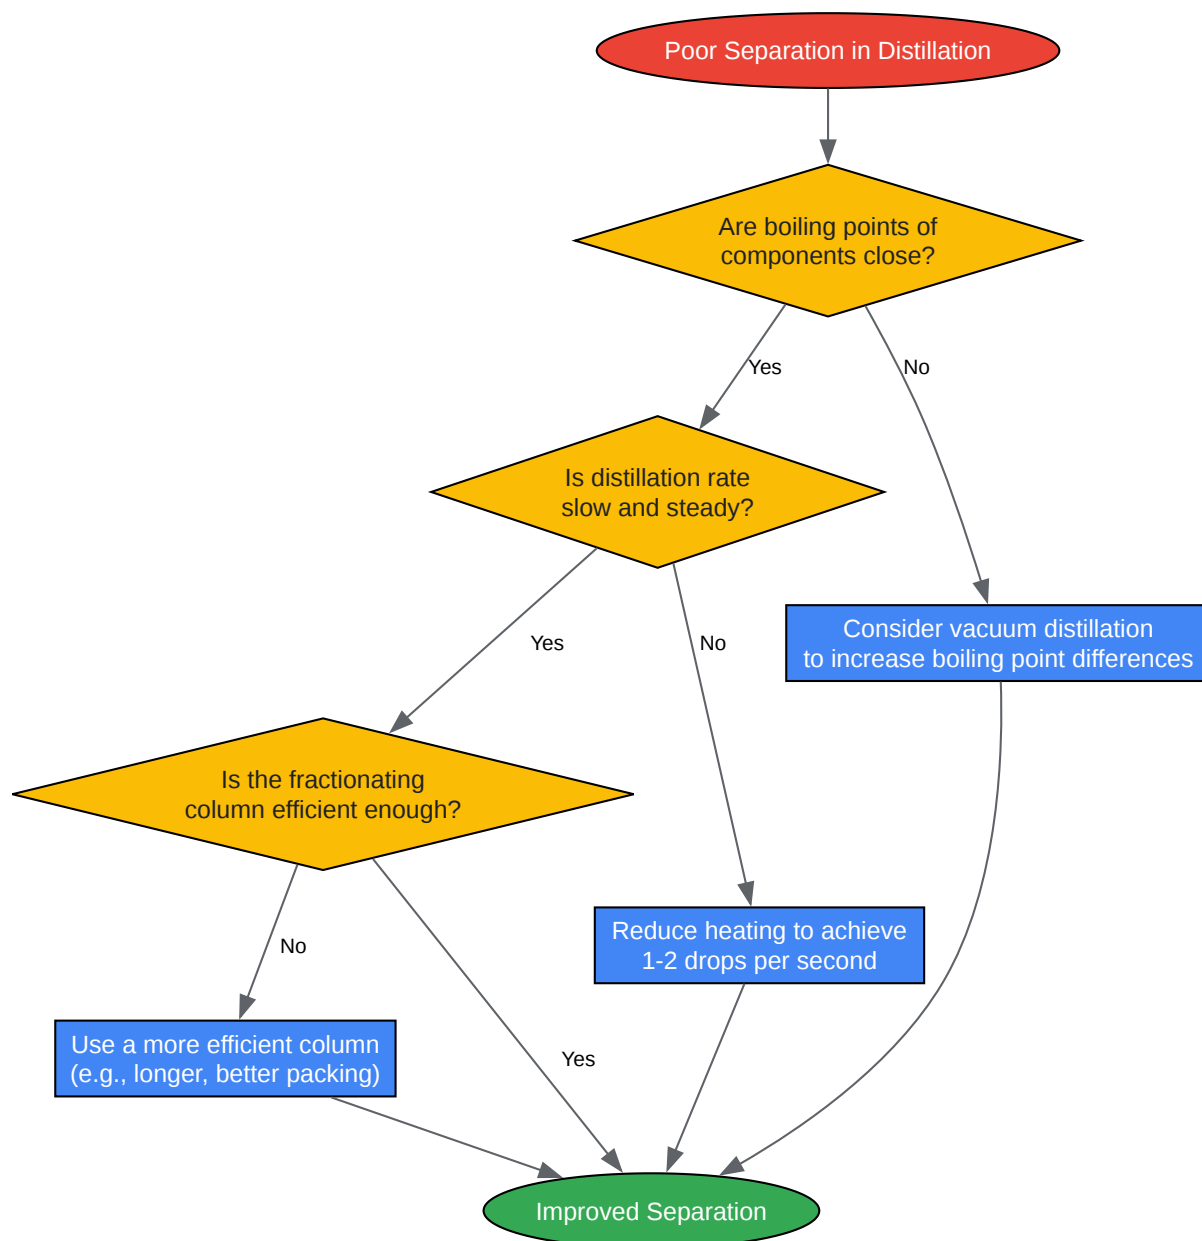 Poor Separation in Distillation
Are boiling points of
components close?
Yes
No
Is distillation rate
slow and steady?
Yes
No
Consider vacuum distillation
to increase boiling point differences
Is the fractionating
column efficient enough?
No
Yes
Reduce heating to achieve
1-2 drops per second
Use a more efficient column
(e.g., longer, better packing)
Improved Separation